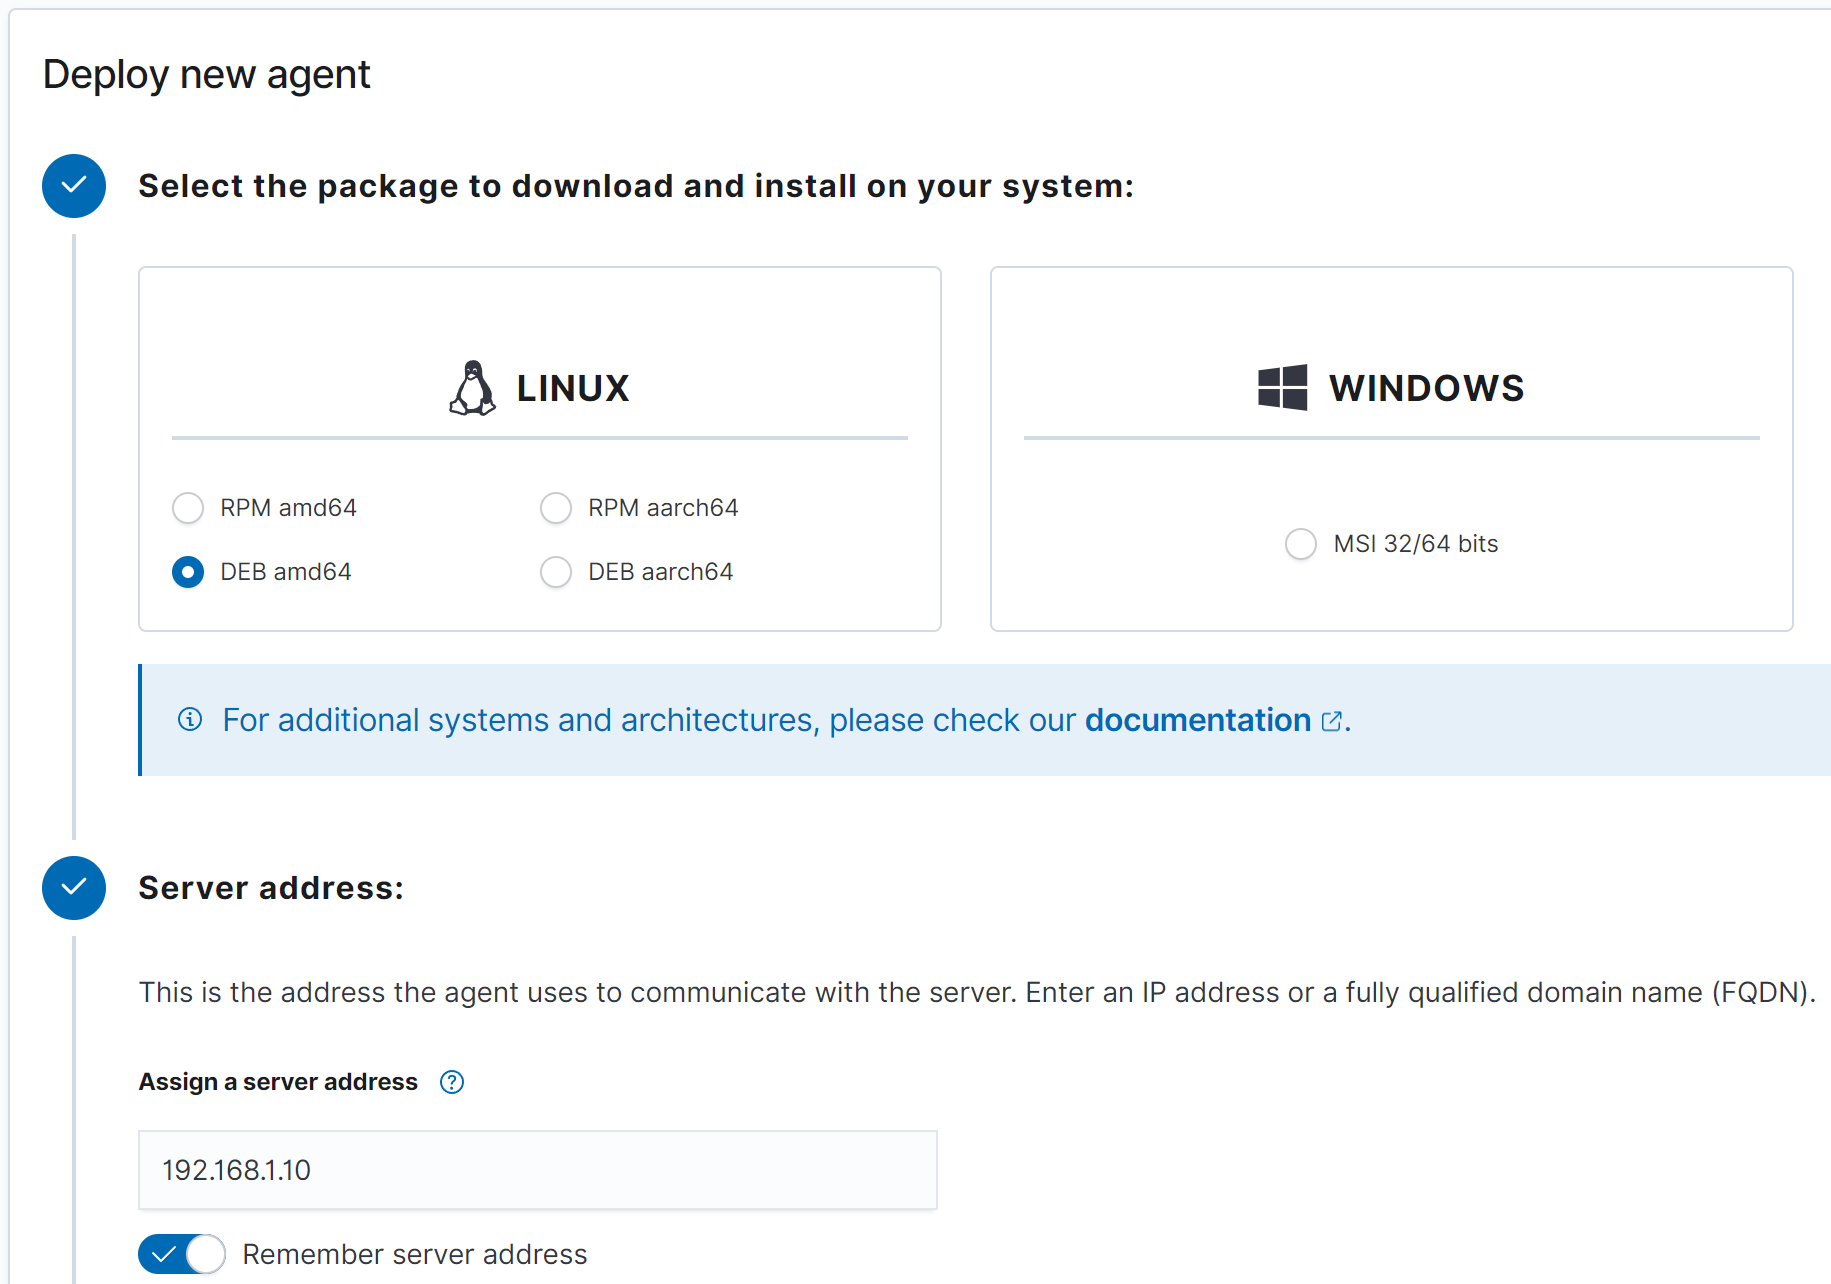 Deploy new agent
Select the package to download and install on your system:
LINUX
RPM amd64
RPM aarch64
DEB amd64
DEB aarch64
WINDOWS
MSI 32/64 bits
For additional systems and architectures, please check our documentation.
Server address:
This is the address the agent uses to communicate with the server. Enter an IP address or a fully qualified domain name (FQDN).
Assign a server address
192.168.1.10
Remember server address